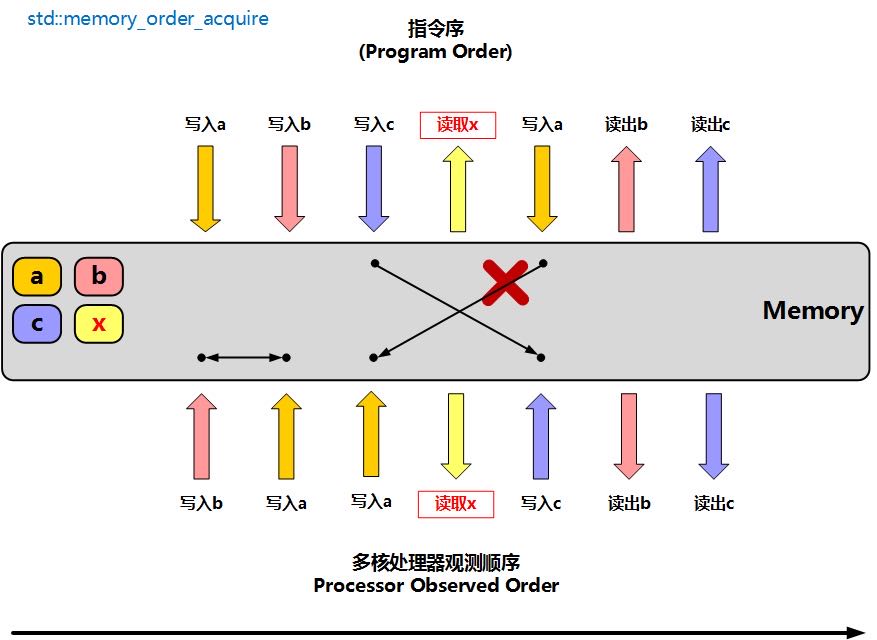 std::memory_order_acquire
指令序
(Program Order)
写入a 写入b 写入c 读取x 写入a 读出b 读出c
a b
c x
Memory
写入b 写入a 写入a 读取x 写入c 读出b 读出c
多核处理器观测顺序
Processor Observed Order